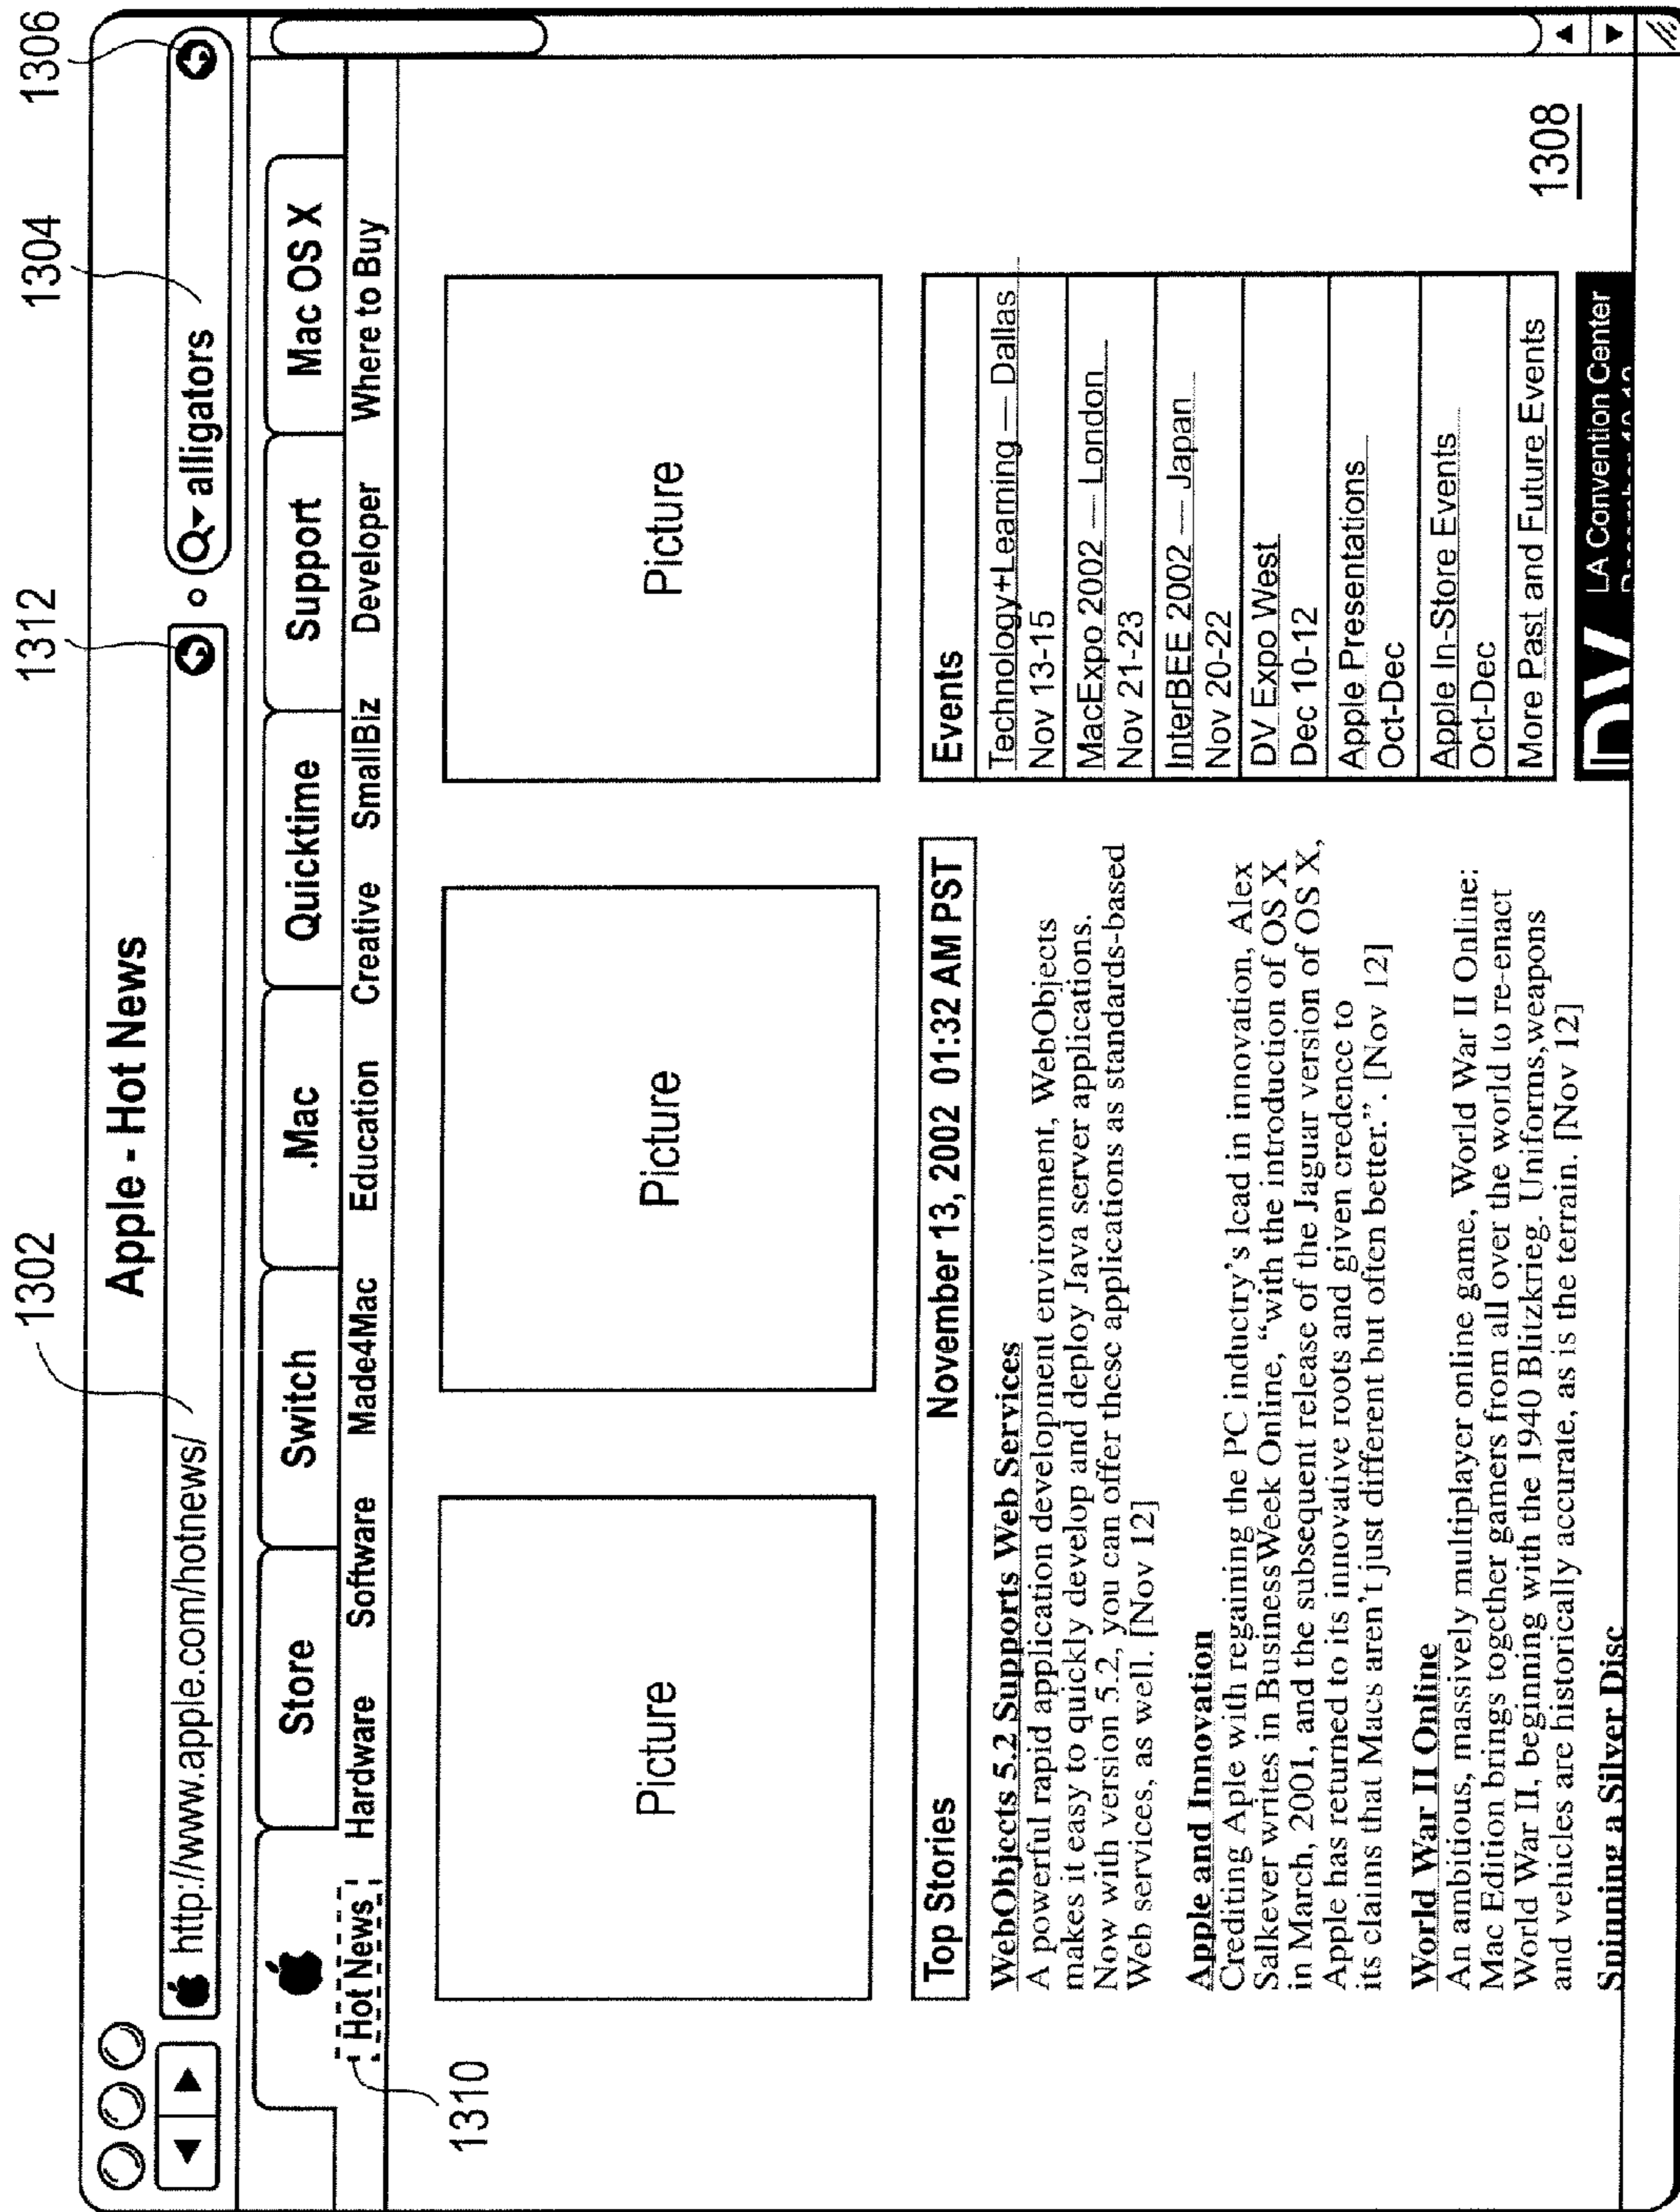 1302
1312
1304
1306
Apple - Hot News
http://www.apple.com/hotnews/
alligators
Store
Switch
.Mac
Quicktime
Support
Mac OS X
Hot News
Hardware
Software
Made4Mac
Education
Creative
SmallBiz
Developer
Where to Buy
1310
Picture
Picture
Picture
Top Stories November 13, 2002 01:32 AM PST
WebObjects 5.2 Supports Web Services
A powerful rapid application development environment, WebObjects
makes it easy to quickly develop and deploy Java server applications.
Now with version 5.2, you can offer these applications as standards-based
Web services, as well. [Nov 12]
Apple and Innovation
Crediting Aple with regaining the PC inductry's lead in innovation, Alex
Salkever writes in BusinessWeek Online, “with the introduction of OS X
in March, 2001, and the subsequent release of the Jaguar version of OS X,
Apple has returned to its innovative roots and given credence to
its claims that Macs aren't just different but often better.”. [Nov 12]
World War II Online
An ambitious, massively multiplayer online game, World War II Online:
Mac Edition brings together gamers from all over the world to re-enact
World War II, beginning with the 1940 Blitzkrieg. Uniforms,weapons
and vehicles are historically accurate, as is the terrain. [Nov 12]
Spinning a Silver Disc
Events
Technology+Learning — Dallas
Nov 13-15
MacExpo 2002 — London
Nov 21-23
InterBEE 2002 — Japan
Nov 20-22
DV Expo West
Dec 10-12
Apple Presentations
Oct-Dec
Apple In-Store Events
Oct-Dec
More Past and Future Events
DV
LA Convention Center
1308